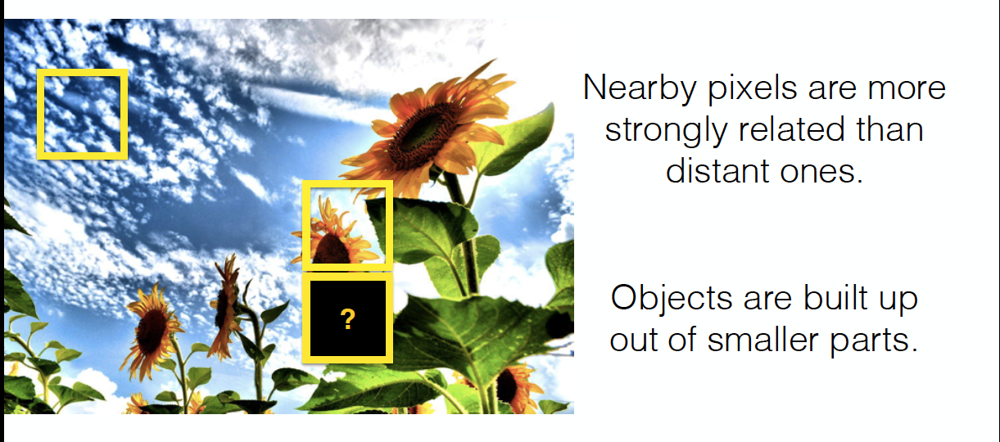 Nearby pixels are more
strongly related than
distant ones.
?
Objects are built up
out of smaller parts.